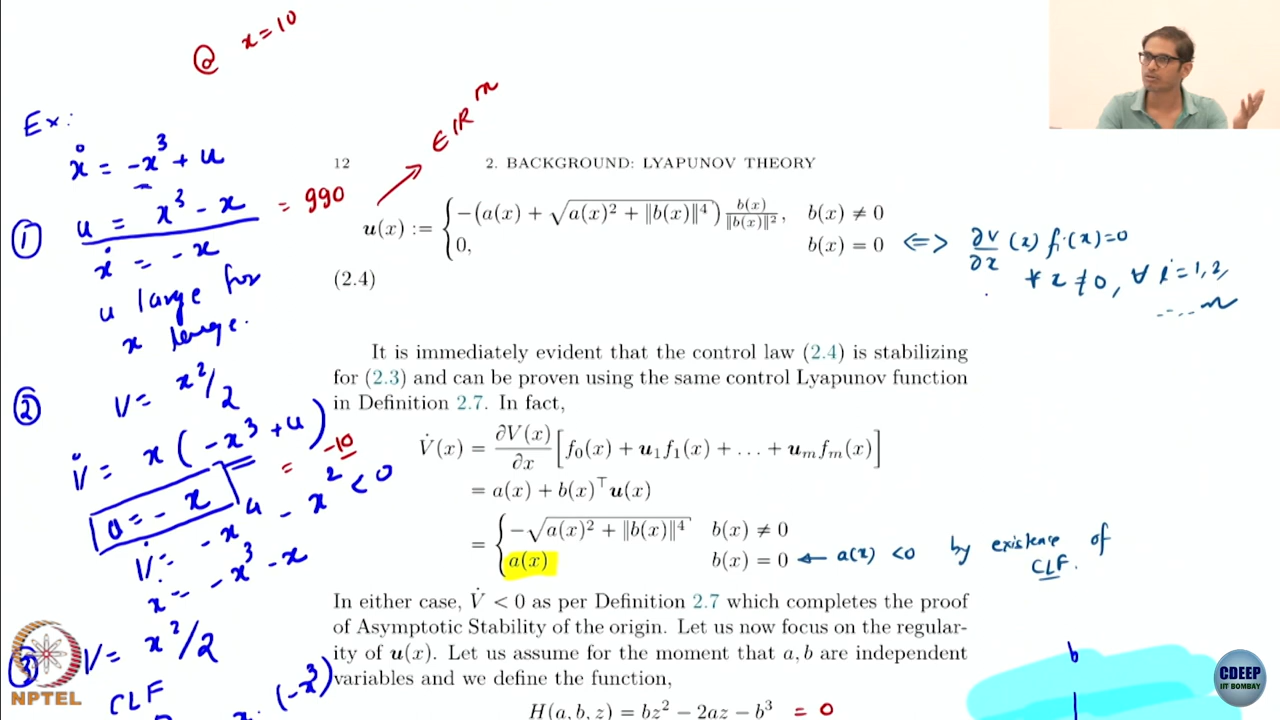 @ x=10
Ex:
ẋ = -x³ + u
① u = x³ - x = 990
ẋ = -x
u large for
x large.
② V = x²/2
V̇ = x(-x³ + u)
u = - x = -10
V̇ = - x⁴ - x² < 0
ẋ = -x³ - x
③ V = x²/2
CLF
x. (-x³)
∈ ℝᵐ
12 2. BACKGROUND: LYAPUNOV THEORY
u(x) := { -(a(x) + √(a(x)² + ‖b(x)‖⁴)) b(x)/‖b(x)‖², b(x) ≠ 0
0, b(x) = 0 <=> ∂V/∂x (x) fᵢ(x)=0
∀ x ≠ 0, ∀ i = 1, 2,
.... m
(2.4)
It is immediately evident that the control law (2.4) is stabilizing
for (2.3) and can be proven using the same control Lyapunov function
in Definition 2.7. In fact,
V̇(x) = ∂V(x)/∂x [f₀(x) + u₁f₁(x) + . . . + uₘfₘ(x)]
= a(x) + b(x)⊤u(x)
= { -√(a(x)² + ‖b(x)‖⁴) b(x) ≠ 0
a(x) b(x) = 0 ← a(x) < 0 by existence of
CLF.
In either case, V̇ < 0 as per Definition 2.7 which completes the proof
of Asymptotic Stability of the origin. Let us now focus on the regular-
ity of u(x). Let us assume for the moment that a, b are independent
variables and we define the function,
H(a, b, z) = bz² − 2az − b³ = 0
b
NPTEL
CDEEP
IIT BOMBAY